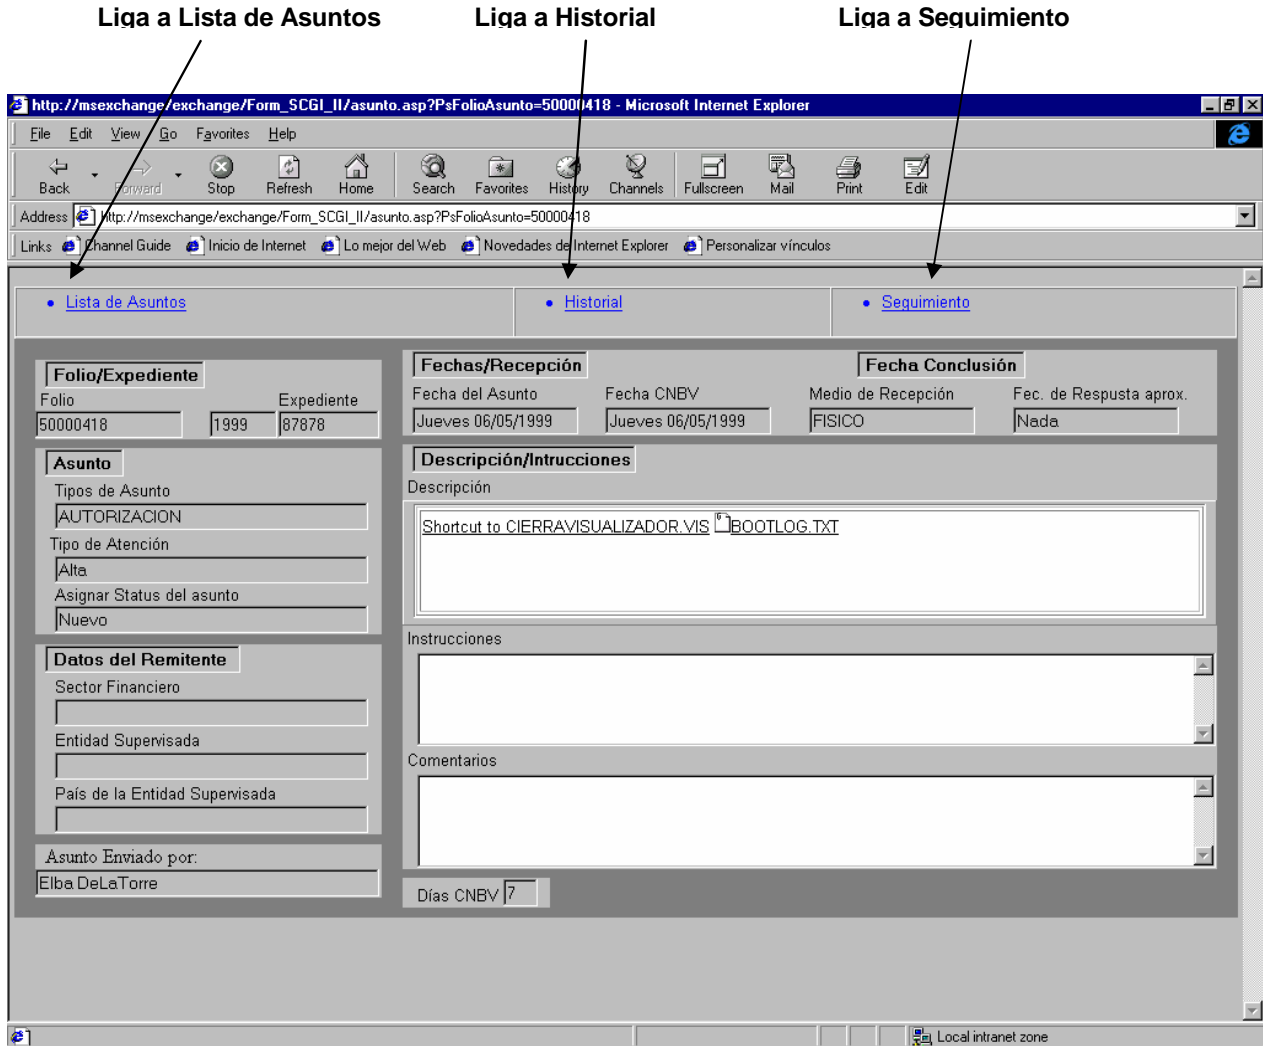 Liga a Lista de Asuntos Liga a Historial Liga a Seguimiento
http://msexchange/exchange/Form_SCGI_II/asunto.asp?PsFolioAsunto=50000418 - Microsoft Internet Explorer
File Edit View Go Favorites Help
Back Forward Stop Refresh Home Search Favorites History Channels Fullscreen Mail Print Edit
Address http://msexchange/exchange/Form_SCGI_II/asunto.asp?PsFolioAsunto=50000418
Links Channel Guide Inicio de Internet Lo mejor del Web Novedades de Internet Explorer Personalizar vínculos
• Lista de Asuntos • Historial • Seguimiento
Folio/Expediente
Folio Expediente
50000418 1999 87878
Asunto
Tipos de Asunto
AUTORIZACION
Tipo de Atención
Alta
Asignar Status del asunto
Nuevo
Datos del Remitente
Sector Financiero
Entidad Supervisada
País de la Entidad Supervisada
Asunto Enviado por:
Elba DeLaTorre
Fechas/Recepción Fecha Conclusión
Fecha del Asunto Fecha CNBV Medio de Recepción Fec. de Respusta aprox.
Jueves 06/05/1999 Jueves 06/05/1999 FISICO Nada
Descripción/Intrucciones
Descripción
Shortcut to CIERRAVISUALIZADOR.VIS BOOTLOG.TXT
Instrucciones
Comentarios
Días CNBV 7
Local intranet zone